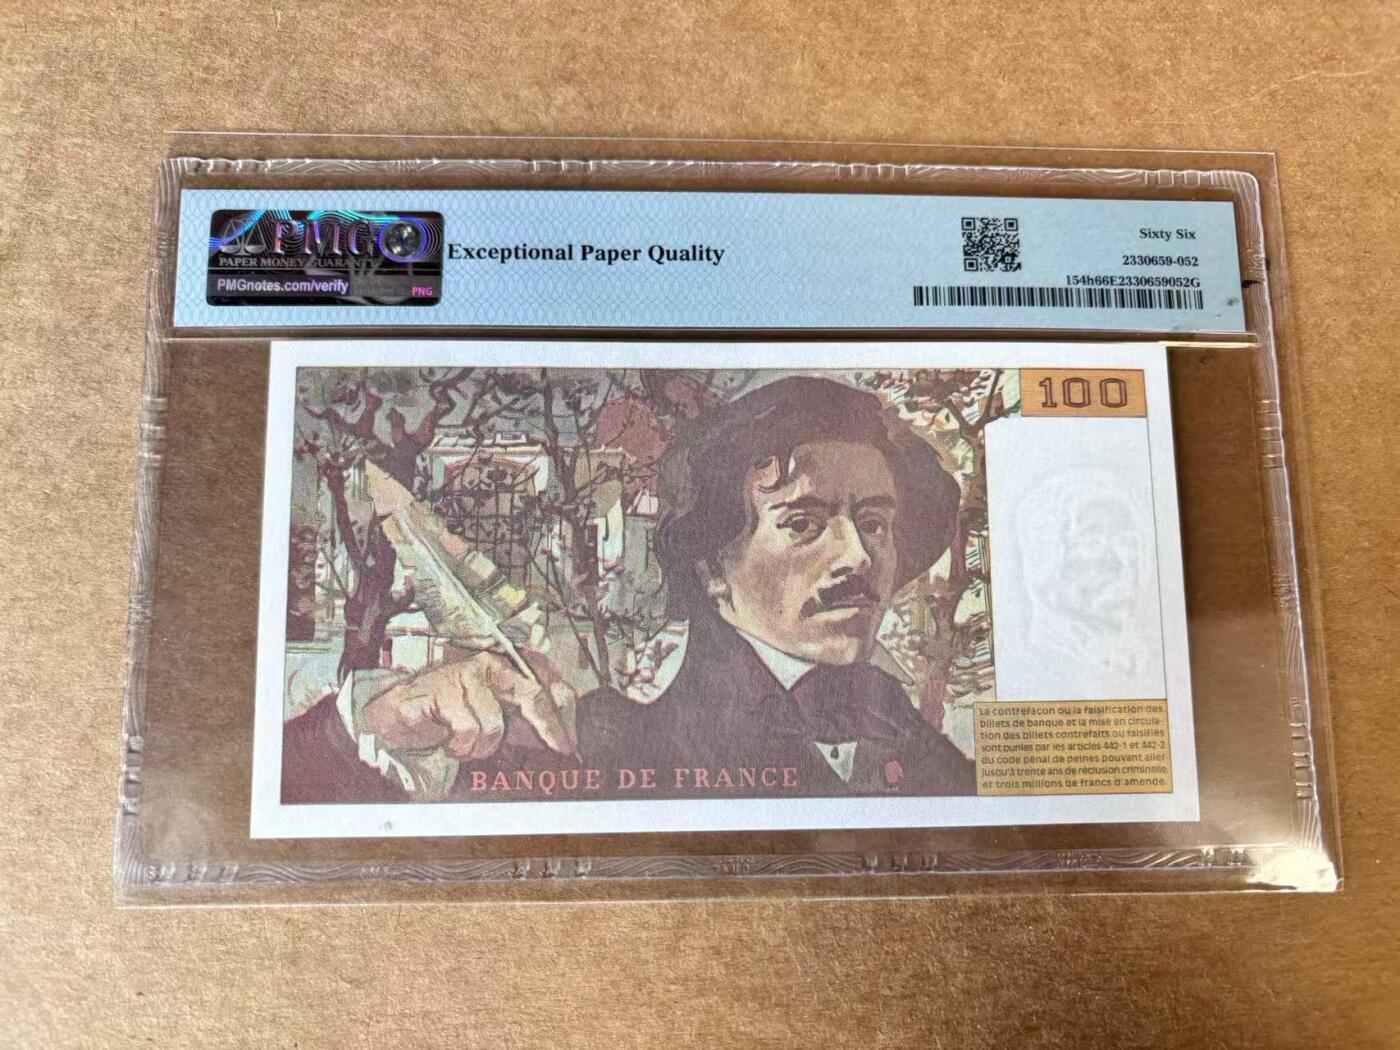 PMG
PAPER MONEY GUARANTY
PMGnotes.com/verify
PNG
Exceptional Paper Quality
Sixty Six
2330659-052
154h66E2330659052G
100
La contrefaçon ou la falsification des
billets de banque et la mise en circula-
tion des billets contrefaits ou falsifiés
sont punies par les articles 442-1 et 442-2
du code pénal de peines pouvant aller
jusqu'à trente ans de réclusion criminelle
et trois millions de francs d'amende.
BANQUE DE FRANCE